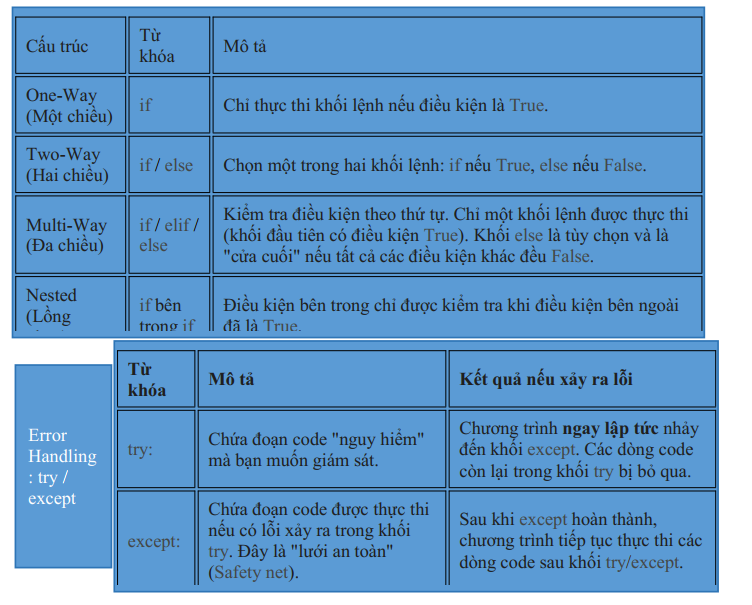 Cấu trúc
Từ
khóa
Mô tả
One-Way
(Một chiều)
if
Chỉ thực thi khối lệnh nếu điều kiện là True.
Two-Way
(Hai chiều)
if / else
Chọn một trong hai khối lệnh: if nếu True, else nếu False.
Multi-Way
(Đa chiều)
if / elif /
else
Kiểm tra điều kiện theo thứ tự. Chỉ một khối lệnh được thực thi
(khối đầu tiên có điều kiện True). Khối else là tùy chọn và là
"cửa cuối" nếu tất cả các điều kiện khác đều False.
Nested
(Lồng
if bên
trong if
Điều kiện bên trong chỉ được kiểm tra khi điều kiện bên ngoài
đã là True.
Error
Handling
: try /
except
Từ
khóa
Mô tả
Kết quả nếu xảy ra lỗi
try:
Chứa đoạn code "nguy hiểm"
mà bạn muốn giám sát.
Chương trình ngay lập tức nhảy
đến khối except. Các dòng code
còn lại trong khối try bị bỏ qua.
except:
Chứa đoạn code được thực thi
nếu có lỗi xảy ra trong khối
try. Đây là "lưới an toàn"
(Safety net).
Sau khi except hoàn thành,
chương trình tiếp tục thực thi các
dòng code sau khối try/except.